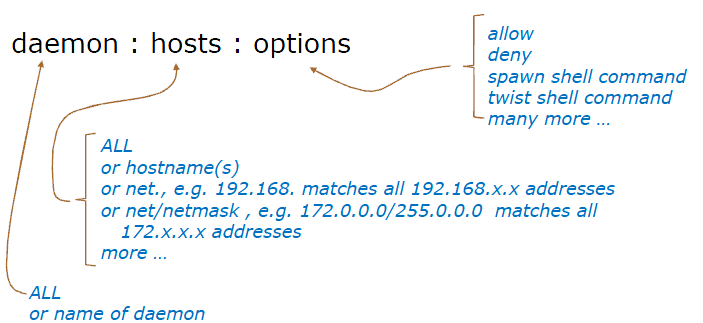 daemon : hosts : options
allow
deny
spawn shell command
twist shell command
many more …
ALL
or hostname(s)
or net., e.g. 192.168. matches all 192.168.x.x addresses
or net/netmask , e.g. 172.0.0.0/255.0.0.0 matches all
172.x.x.x addresses
more …
ALL
or name of daemon